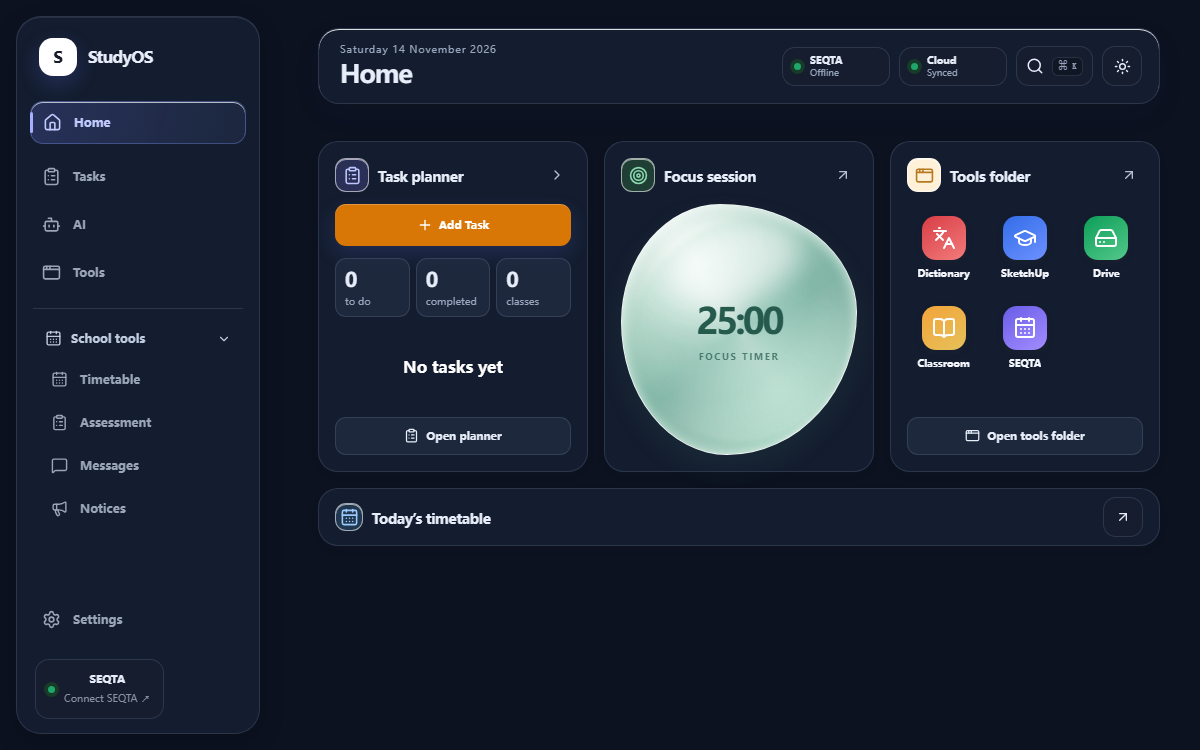 S StudyOS
Home
Tasks
AI
Tools
School tools
Timetable
Assessment
Messages
Notices
Settings
SEQTA
Connect SEQTA ↗
Saturday 14 November 2026
Home
SEQTA
Offline
Cloud
Synced
⌘ K
Task planner
Add Task
0
to do
0
completed
0
classes
No tasks yet
Open planner
Focus session
25:00
FOCUS TIMER
Tools folder
Dictionary
SketchUp
Drive
Classroom
SEQTA
Open tools folder
Today’s timetable